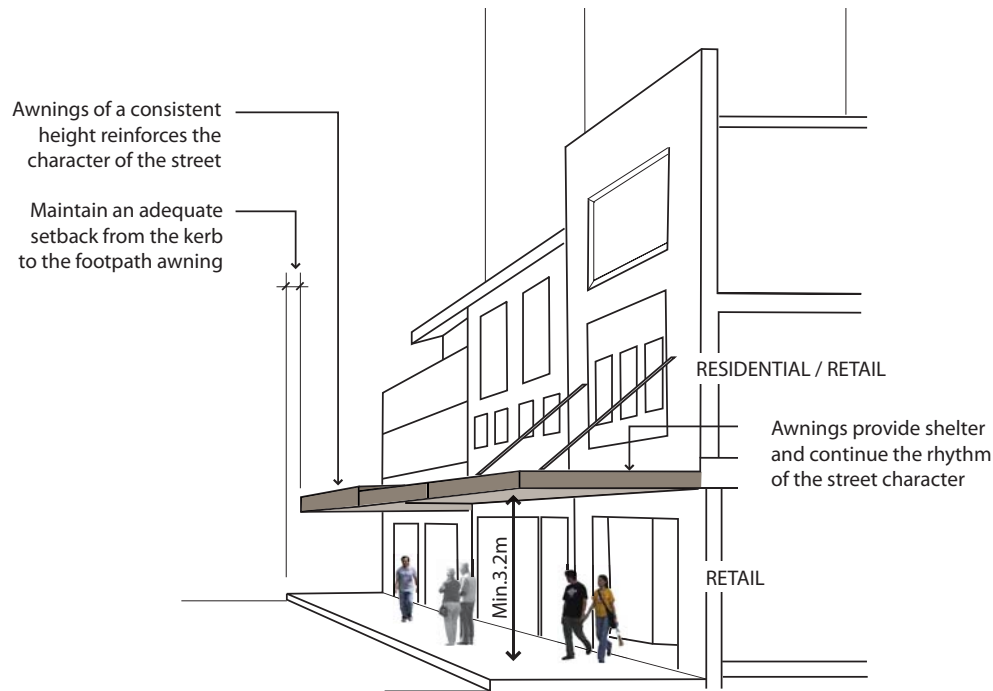 Awnings of a consistent
height reinforces the
character of the street
Maintain an adequate
setback from the kerb
to the footpath awning
RESIDENTIAL / RETAIL
Awnings provide shelter
and continue the rhythm
of the street character
Min.3.2m
RETAIL